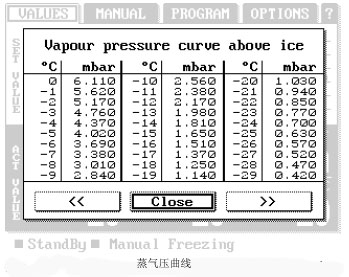 VALUES MANUAL PROGRAM OPTIONS ?
SET VALUE
ACT VALUE
Vapour pressure curve above ice
°C mbar °C mbar °C mbar
0 6.110 -10 2.560 -20 1.030
-1 5.620 -11 2.380 -21 0.940
-2 5.170 -12 2.170 -22 0.850
-3 4.760 -13 1.980 -23 0.770
-4 4.370 -14 1.810 -24 0.700
-5 4.020 -15 1.650 -25 0.630
-6 3.690 -16 1.510 -26 0.570
-7 3.380 -17 1.370 -27 0.520
-8 3.010 -18 1.250 -28 0.470
-9 2.840 -19 1.140 -29 0.420
<< Close >>
StandBy Manual Freezing
蒸气压曲线